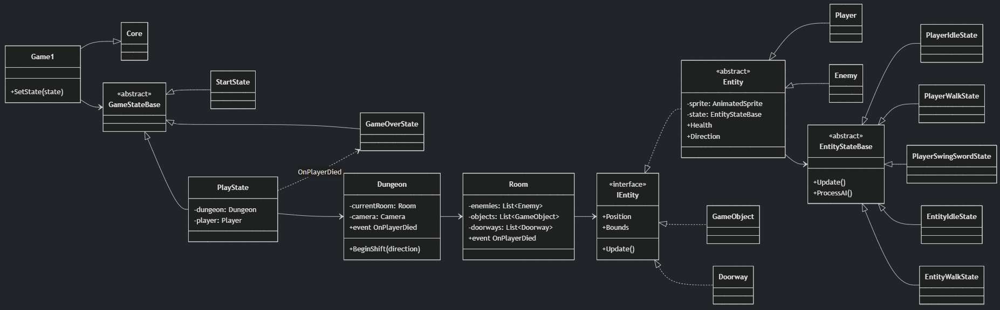 Game1
+SetState(state)
Core
«abstract»
GameStateBase
StartState
GameOverState
OnPlayerDied
PlayState
-dungeon: Dungeon
-player: Player
Dungeon
-currentRoom: Room
-camera: Camera
+event OnPlayerDied
+BeginShift(direction)
Room
-enemies: List<Enemy>
-objects: List<GameObject>
-doorways: List<Doorway>
+event OnPlayerDied
«interface»
IEntity
+Position
+Bounds
+Update()
«abstract»
Entity
-sprite: AnimatedSprite
-state: EntityStateBase
+Health
+Direction
GameObject
Doorway
Player
Enemy
«abstract»
EntityStateBase
+Update()
+ProcessAI()
PlayerIdleState
PlayerWalkState
PlayerSwingSwordState
EntityIdleState
EntityWalkState